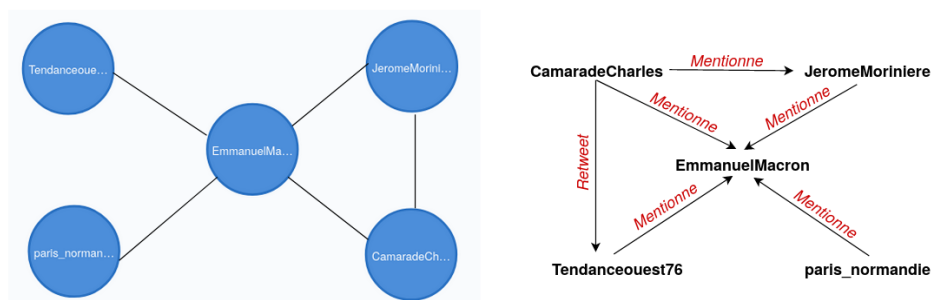 Tendanceoue...
JeromeMorini...
EmmanuelMa...
paris_norman...
CamaradeCh...
CamaradeCharles
Mentionne
JeromeMoriniere
Mentionne
Mentionne
Retweet
EmmanuelMacron
Mentionne
Mentionne
Tendanceouest76
paris_normandie